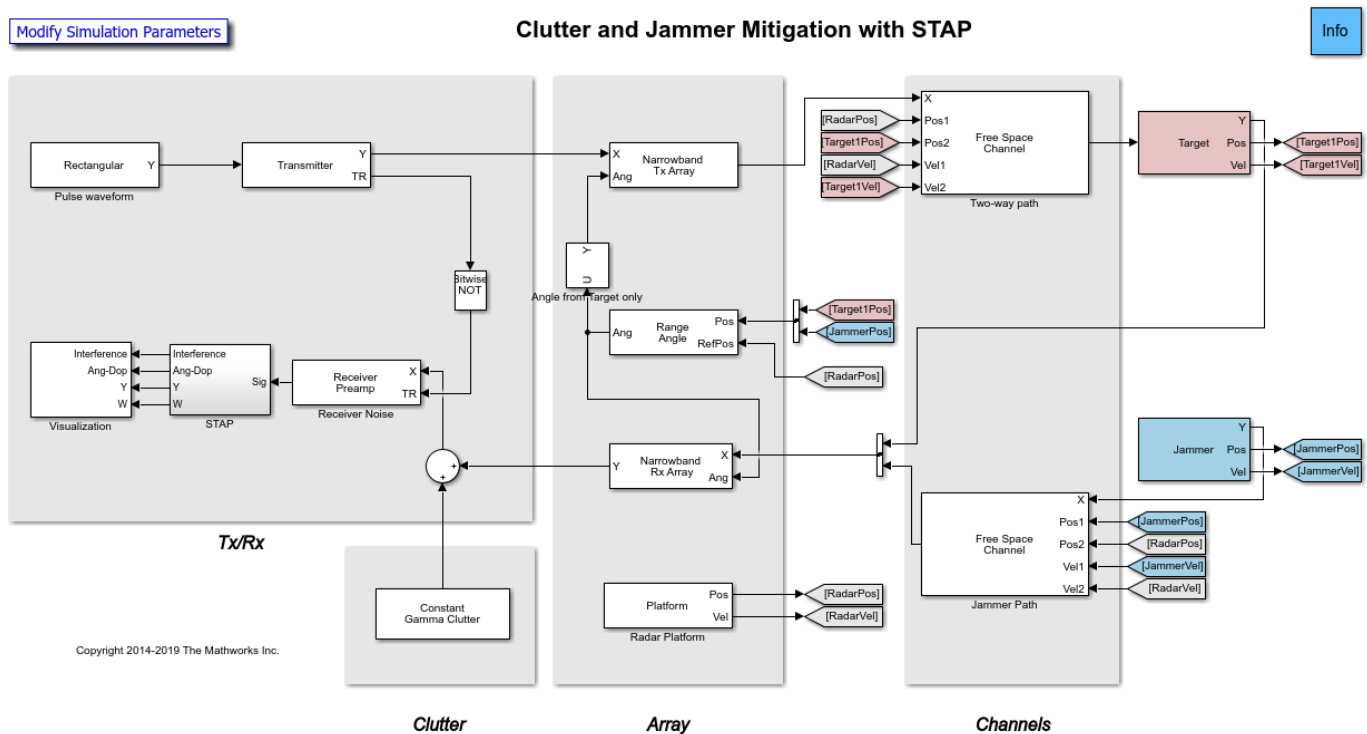 Modify Simulation Parameters
Clutter and Jammer Mitigation with STAP
Info
Rectangular
Y
Pulse waveform
Transmitter
Y
TR
X
Ang
Narrowband
Tx Array
[RadarPos]
[Target1Pos]
[RadarVel]
[Target1Vel]
X
Pos1
Pos2
Vel1
Vel2
Free Space
Channel
Two-way path
Target
Y
Pos
Vel
[Target1Pos]
[Target1Vel]
Bitwise
NOT
U
Y
Angle from Target only
Ang
Range
Angle
Pos
RefPos
[Target1Pos]
[JammerPos]
[RadarPos]
Interference
Ang-Dop
Y
W
Visualization
Interference
Ang-Dop
Y
W
Sig
STAP
Receiver
Preamp
X
TR
Receiver Noise
+
+
Y
Narrowband
Rx Array
X
Ang
Jammer
Y
Pos
Vel
[JammerPos]
[JammerVel]
Free Space
Channel
X
Pos1
Pos2
Vel1
Vel2
Jammer Path
[JammerPos]
[RadarPos]
[JammerVel]
[RadarVel]
Tx/Rx
Constant
Gamma Clutter
Platform
Pos
Vel
Radar Platform
[RadarPos]
[RadarVel]
Copyright 2014-2019 The Mathworks Inc.
Clutter
Array
Channels